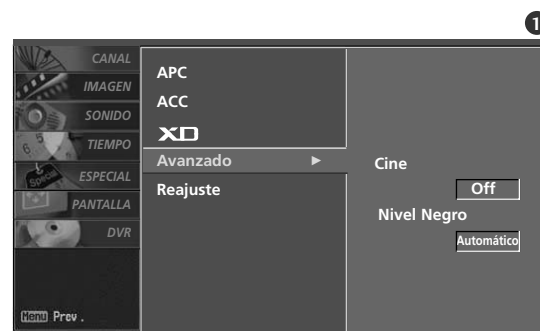 1
CANAL
IMAGEN
SONIDO
TIEMPO
ESPECIAL
PANTALLA
DVR
Menu Prev .
APC
ACC
XD
Avanzado ▶
Reajuste
Cine
Off
Nivel Negro
Automático
Special